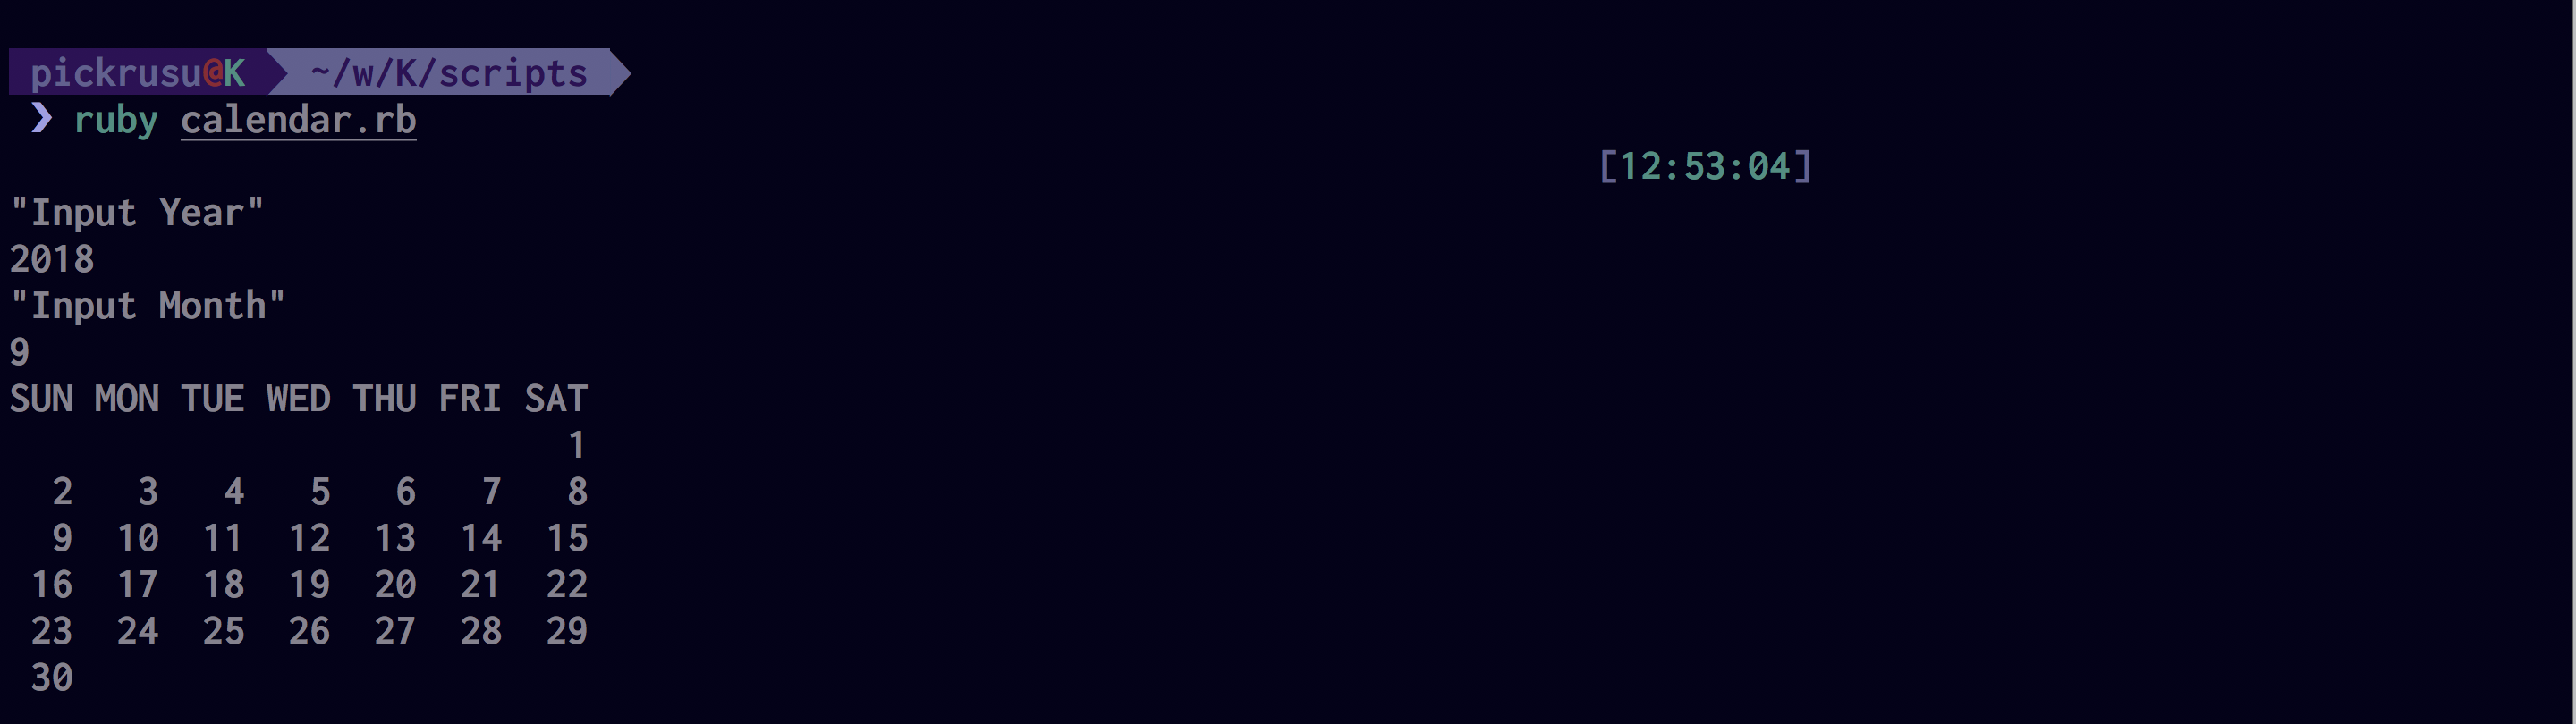 pickrusu@K ~/w/K/scripts
❯ ruby calendar.rb
[12:53:04]
"Input Year"
2018
"Input Month"
9
SUN MON TUE WED THU FRI SAT
                          1
  2   3   4   5   6   7   8
  9  10  11  12  13  14  15
 16  17  18  19  20  21  22
 23  24  25  26  27  28  29
 30